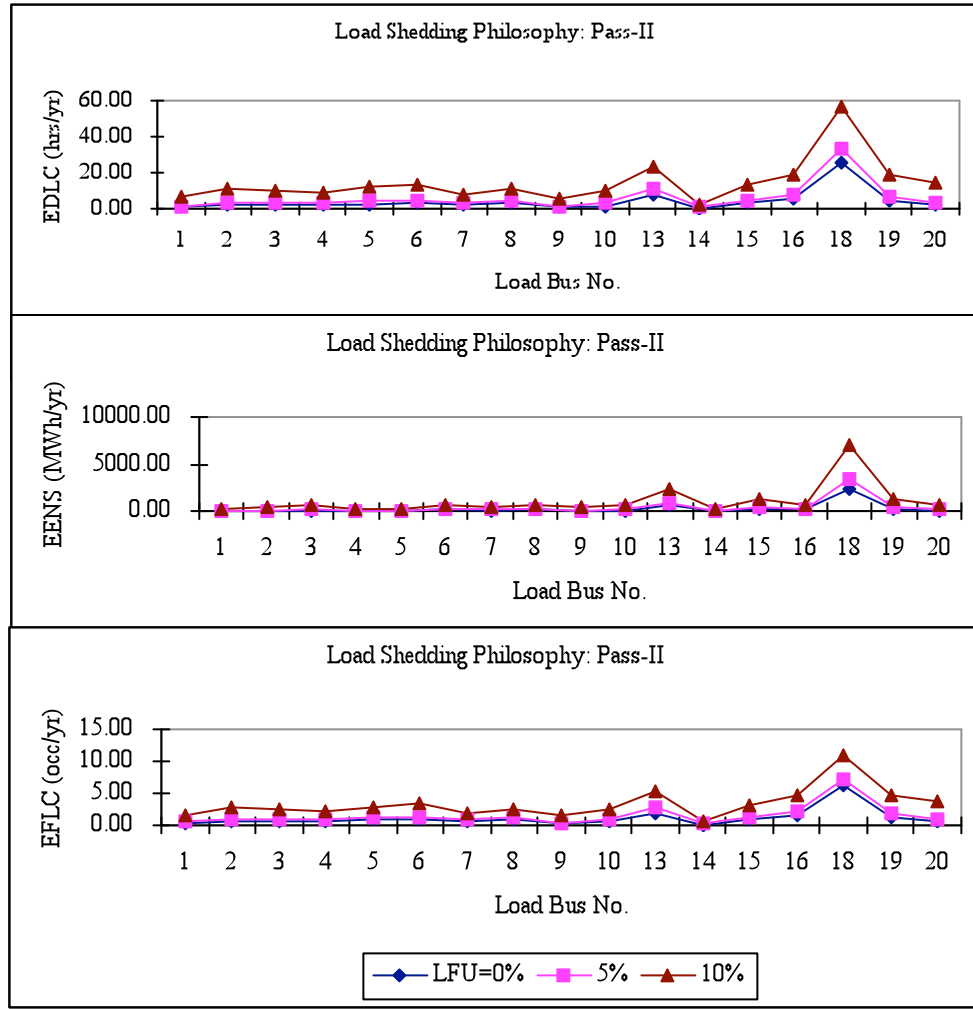 Load Shedding Philosophy: Pass-II
EDLC (hrs/yr)
60.00
40.00
20.00
0.00
1 2 3 4 5 6 7 8 9 10 13 14 15 16 18 19 20
Load Bus No.
Load Shedding Philosophy: Pass-II
EENS (MWh/yr)
10000.00
5000.00
0.00
1 2 3 4 5 6 7 8 9 10 13 14 15 16 18 19 20
Load Bus No.
Load Shedding Philosophy: Pass-II
EFLC (occ/yr)
15.00
10.00
5.00
0.00
1 2 3 4 5 6 7 8 9 10 13 14 15 16 18 19 20
Load Bus No.
LFU=0% 5% 10%